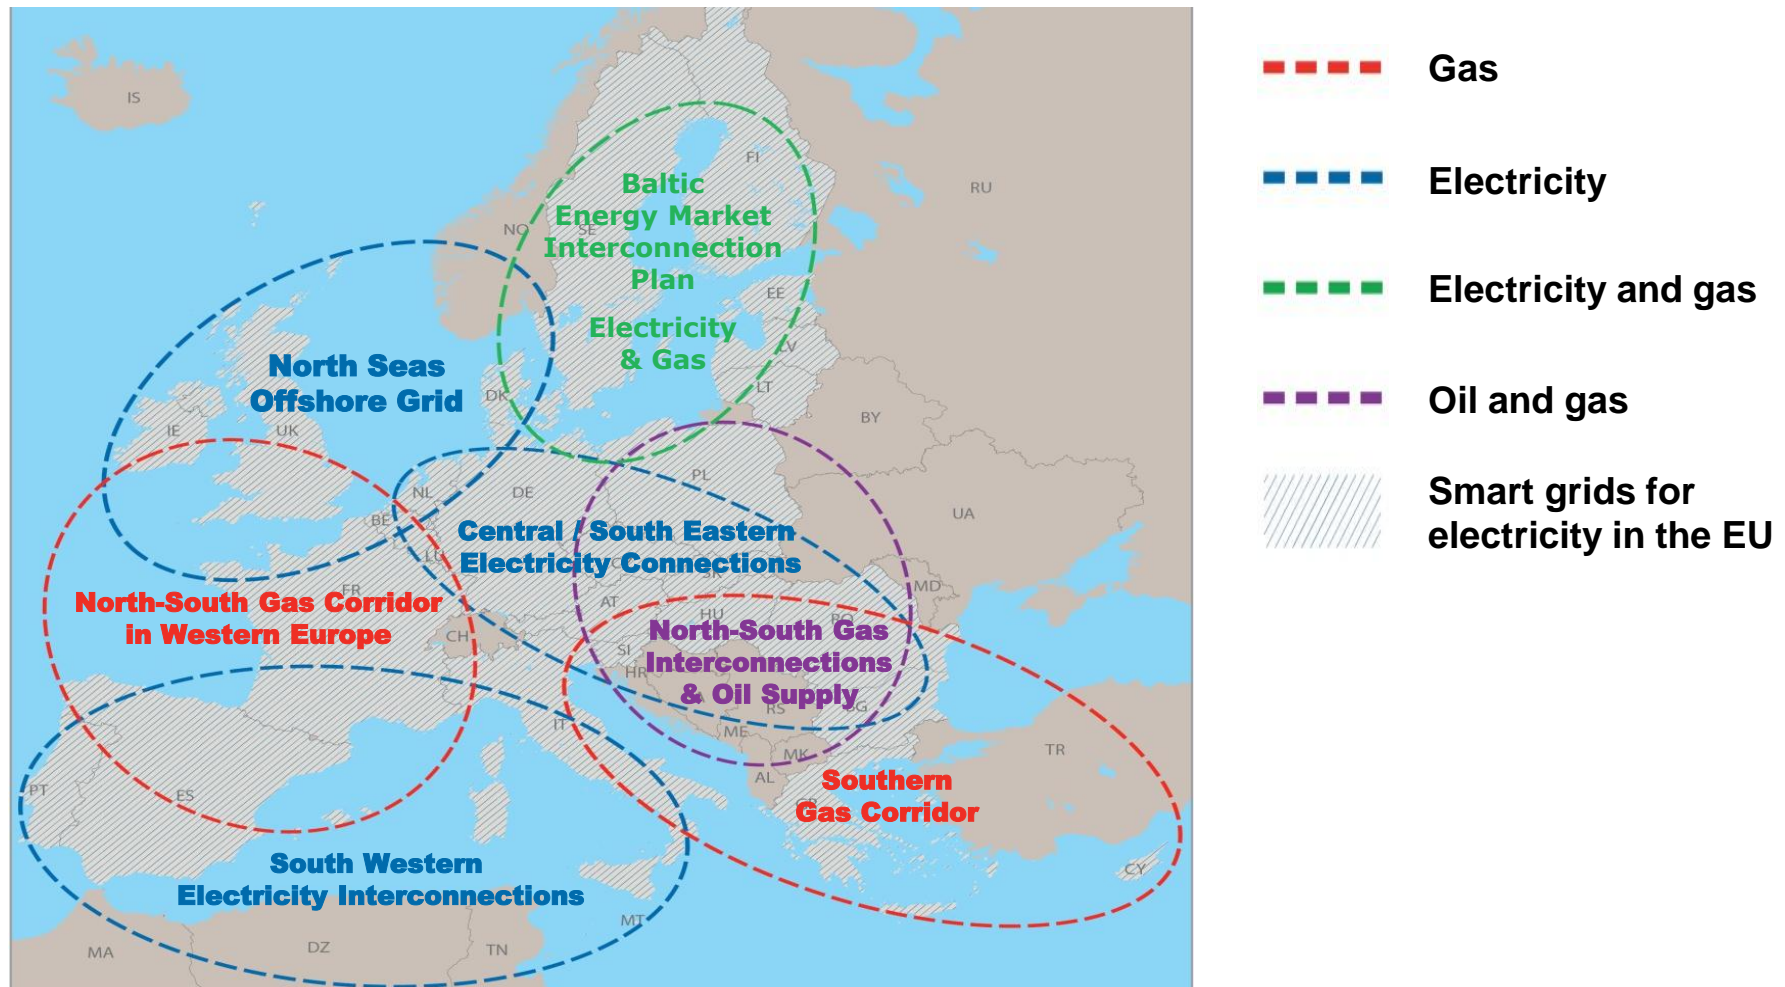 IS
FI
RU
Baltic
Energy Market
Interconnection
Plan
NO
SE
EE
Electricity
& Gas
LV
North Seas
Offshore Grid
DK
LT
IE
UK
BY
PL
NL
DE
UA
BE
Central / South Eastern
Electricity Connections
LU
SK
MD
FR
AT
HU
RO
North-South Gas Corridor
in Western Europe
CH
North-South Gas
Interconnections
& Oil Supply
SI
HR
RS
BG
IT
ME
MK
TR
AL
Southern
Gas Corridor
GR
PT
ES
South Western
Electricity Interconnections
CY
MT
MA
DZ
TN
Gas
Electricity
Electricity and gas
Oil and gas
Smart grids for
electricity in the EU